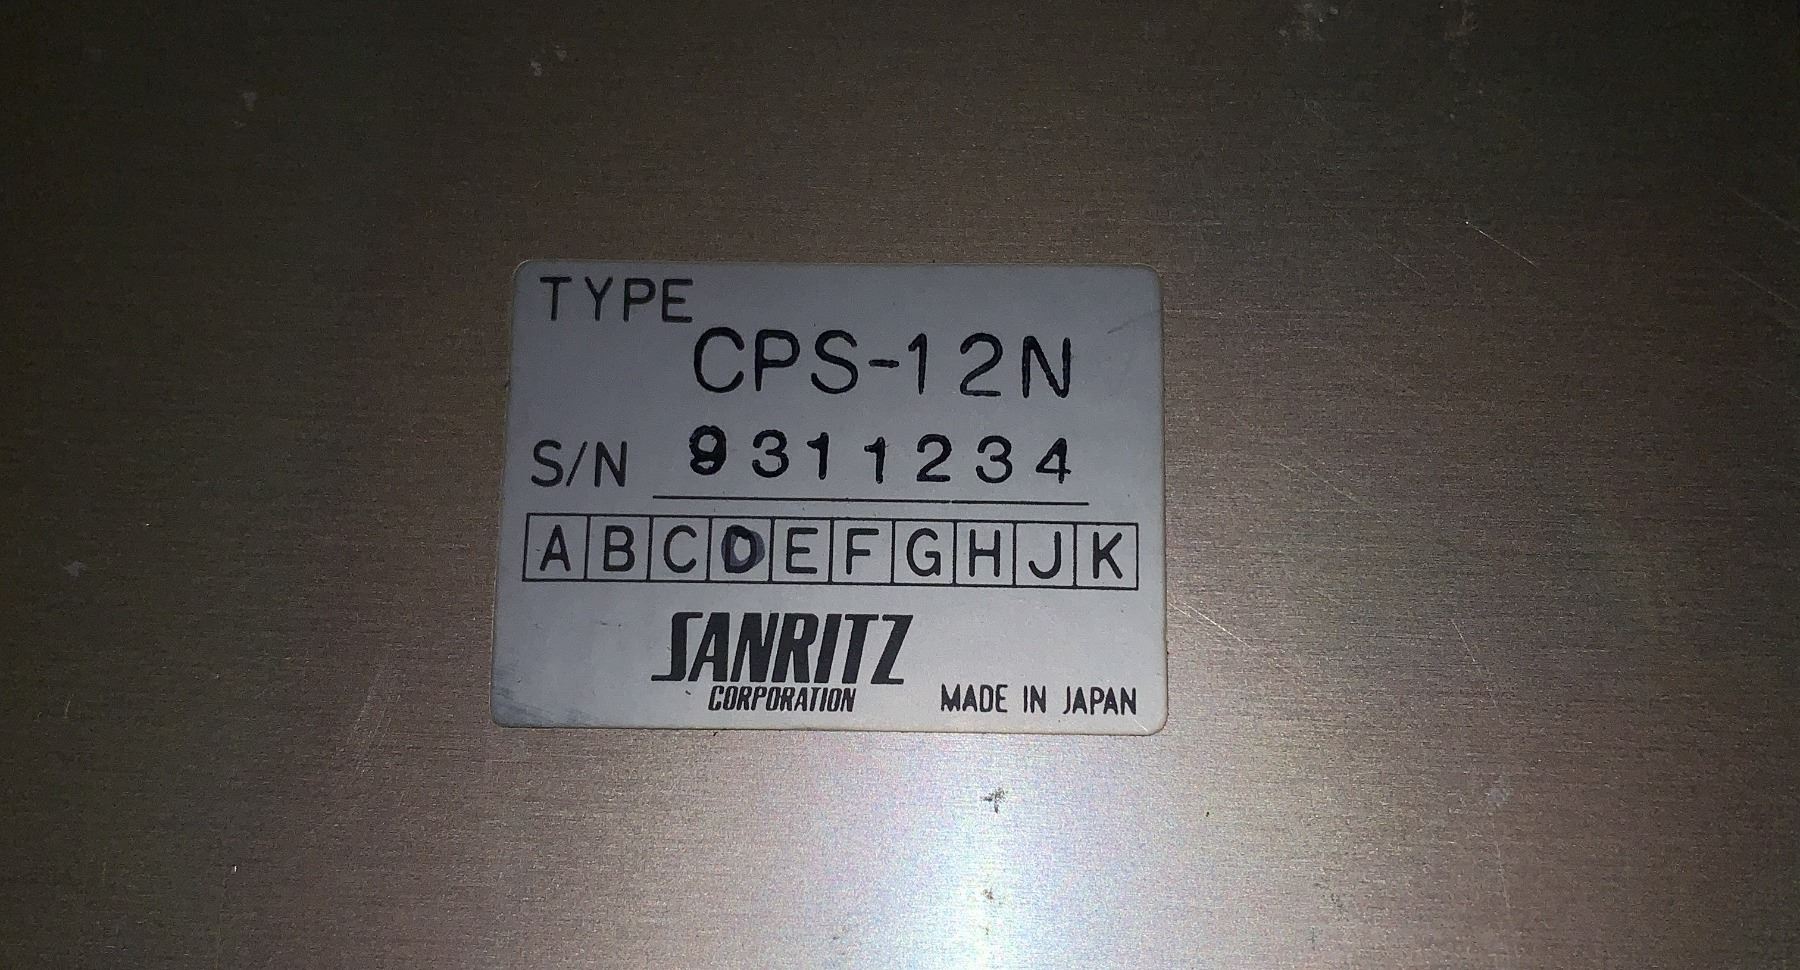 TYPE
CPS-12N
S/N 9311234
A B C D E F G H J K
SANRITZ
CORPORATION
MADE IN JAPAN